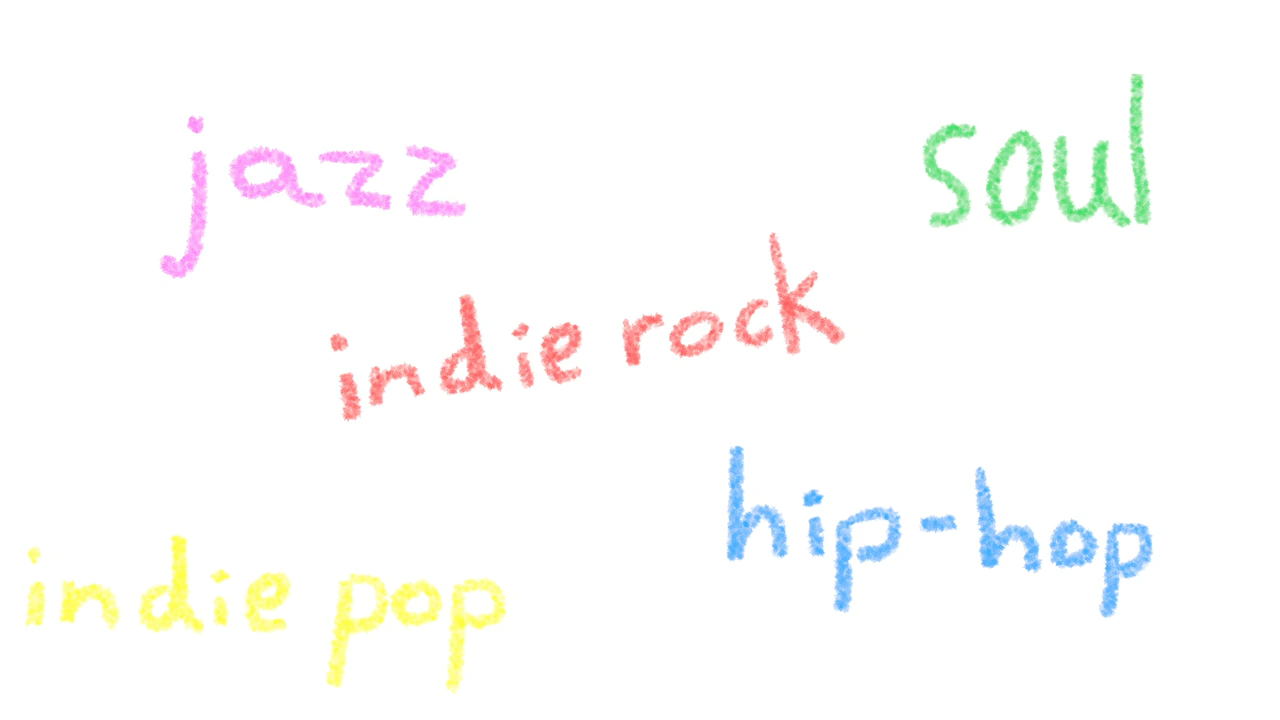 jazz
soul
indie rock
hip-hop
indie pop